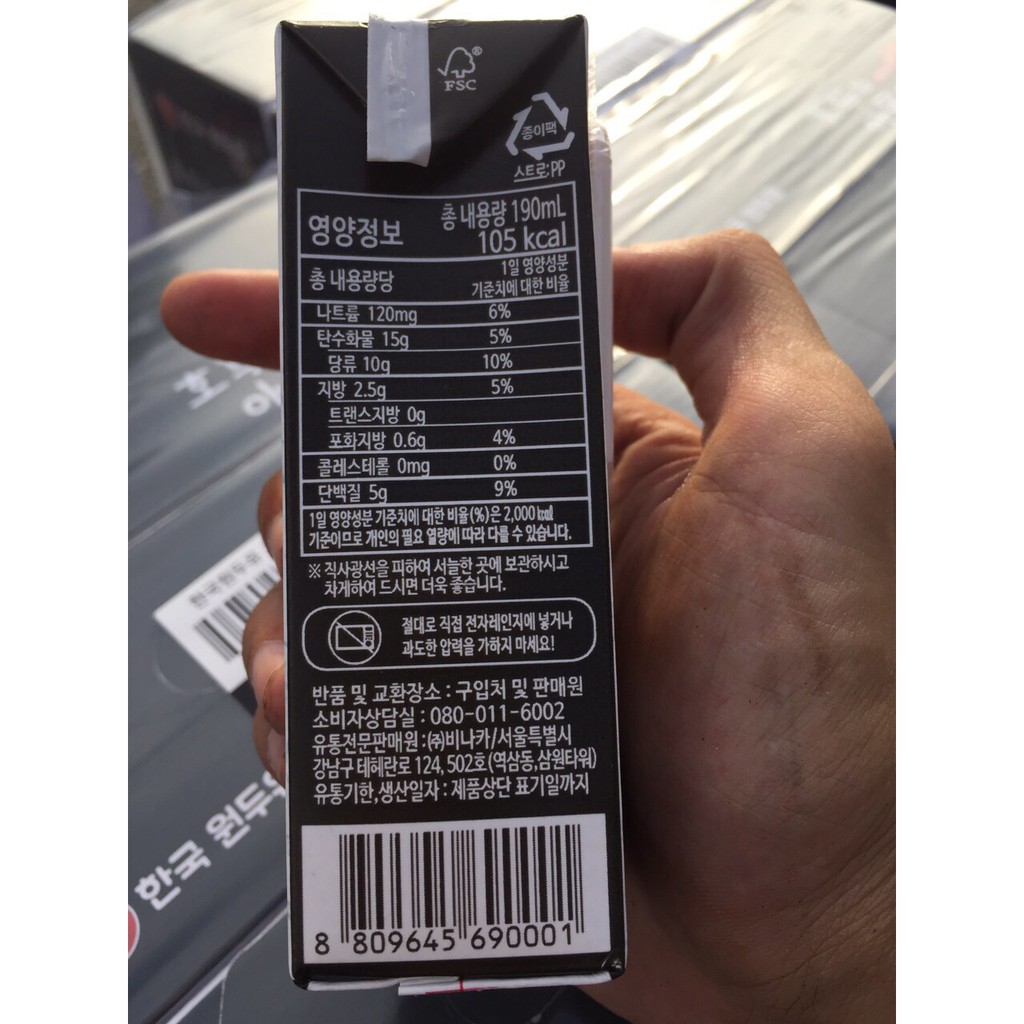 FSC®
종이팩
스트로:PP
영양정보
총 내용량 190mL
105 kcal
총 내용량당
1일 영양성분
기준치에 대한 비율
나트륨 120mg 6%
탄수화물 15g 5%
당류 10g 10%
지방 2.5g 5%
트랜스지방 0g
포화지방 0.6g 4%
콜레스테롤 0mg 0%
단백질 5g 9%
1일 영양성분 기준치에 대한 비율(%)은 2,000 kcal
기준이므로 개인의 필요 열량에 따라 다를 수 있습니다.
※ 직사광선을 피하여 서늘한 곳에 보관하시고
차게하여 드시면 더욱 좋습니다.
절대로 직접 전자레인지에 넣거나
과도한 압력을 가하지 마세요!
반품 및 교환장소 : 구입처 및 판매원
소비자상담실 : 080-011-6002
유통전문판매원 : ㈜비나카/서울특별시
강남구 테헤란로 124, 502호(역삼동,삼원타워)
유통기한,생산일자 : 제품상단 표기일까지
8 809645 690001
한국 원두